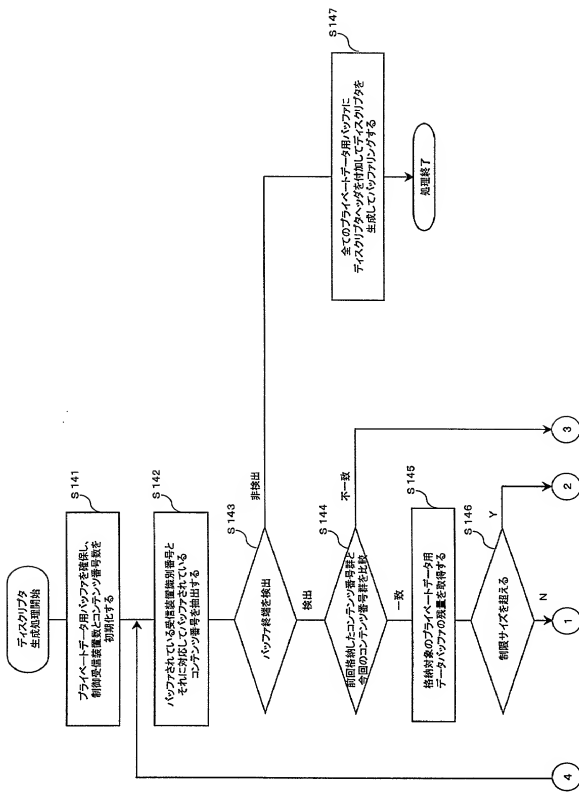 ディスクリプタ
生成処理開始
S141
プライベートデータ用バッファを確保し、
制御受信装置数とコンテンツ番号数を
初期化する
S142
バッファされている受信装置識別番号と
それに対応してバッファされている
コンテンツ番号を抽出する
S143
バッファ終端を検出
非検出
検出
S144
前回格納したコンテンツ番号群と
今回のコンテンツ番号群を比較
不一致
一致
S145
格納対象のプライベートデータ用
データバッファの残量を取得する
S146
制限サイズを超える
Y
N
S147
全てのプライベートデータ用バッファに
ディスクリプタヘッダを付加してディスクリプタを
生成してバッファリングする
処理終了
4
1
2
3